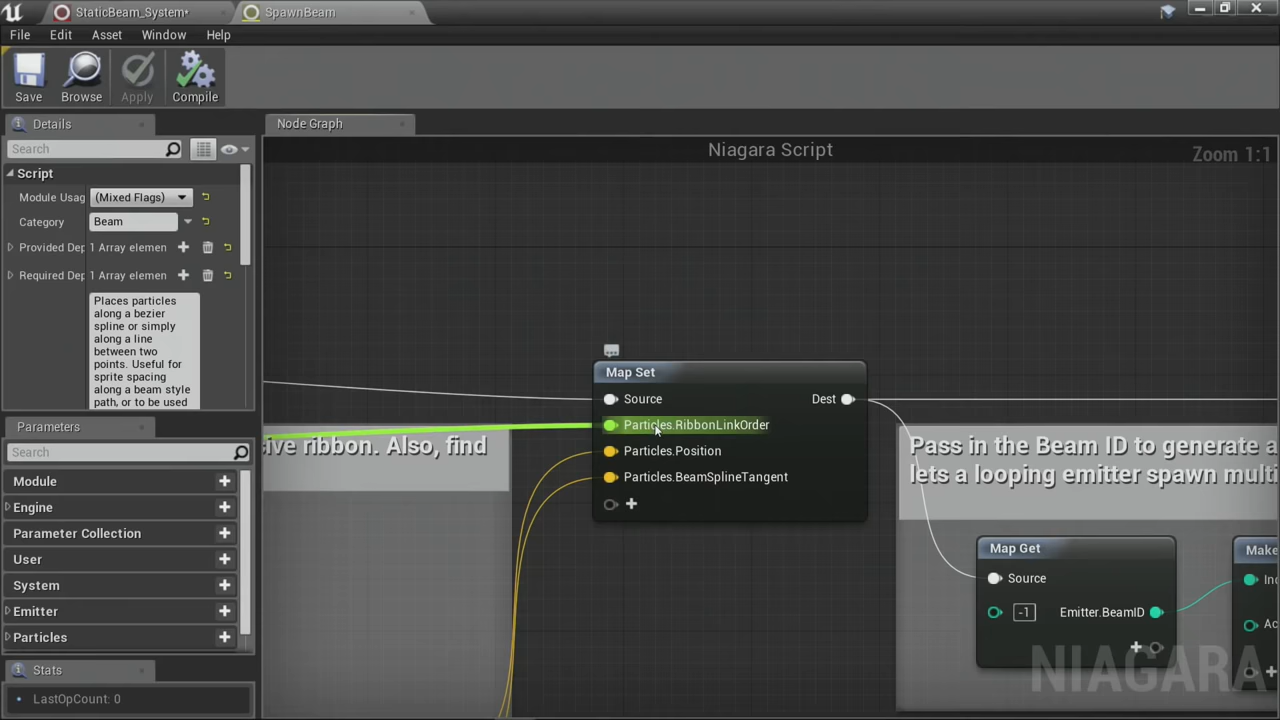 StaticBeam_System*
SpawnBeam
File Edit Asset Window Help
Save Browse Apply Compile
Details
Node Graph
Search
Niagara Script
Zoom 1:1
Script
Module Usag (Mixed Flags)
Category Beam
Provided Dep 1 Array elemen
Required Dep 1 Array elemen
Places particles
along a bezier
spline or simply
along a line
between two
points. Useful for
sprite spacing
along a beam style
path, or to be used
Parameters
Search
Module
Engine
Parameter Collection
User
System
Emitter
Particles
Stats
LastOpCount: 0
ive ribbon. Also, find
Map Set
Source Dest
Particles.RibbonLinkOrder
Particles.Position
Particles.BeamSplineTangent
Pass in the Beam ID to generate a
lets a looping emitter spawn multi
Map Get
Source
-1 Emitter.BeamID
Make
Ind
Ac
NIAGARA